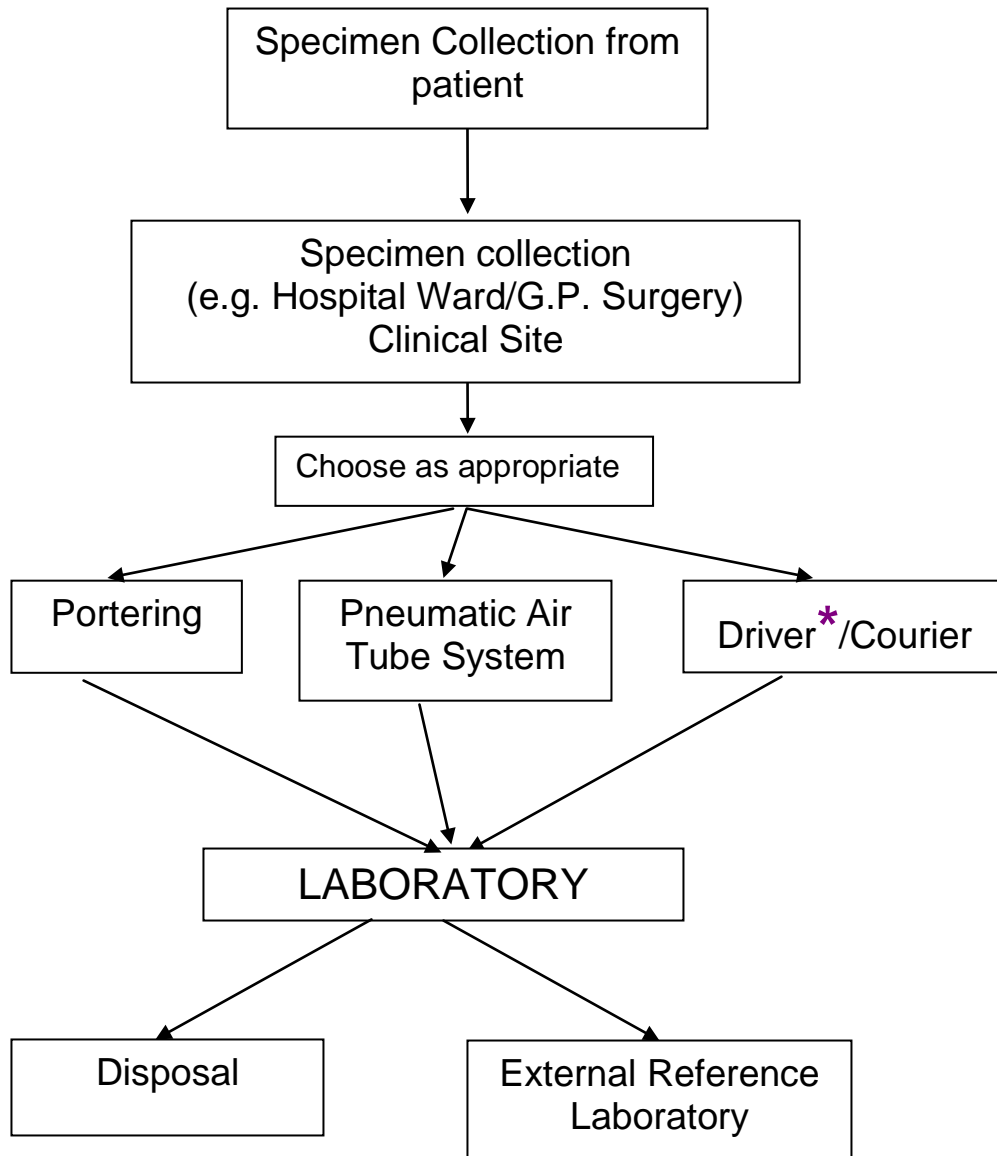 Specimen Collection from
patient
Specimen collection
(e.g. Hospital Ward/G.P. Surgery)
Clinical Site
Choose as appropriate
Portering
Pneumatic Air
Tube System
Driver*/Courier
LABORATORY
Disposal
External Reference
Laboratory